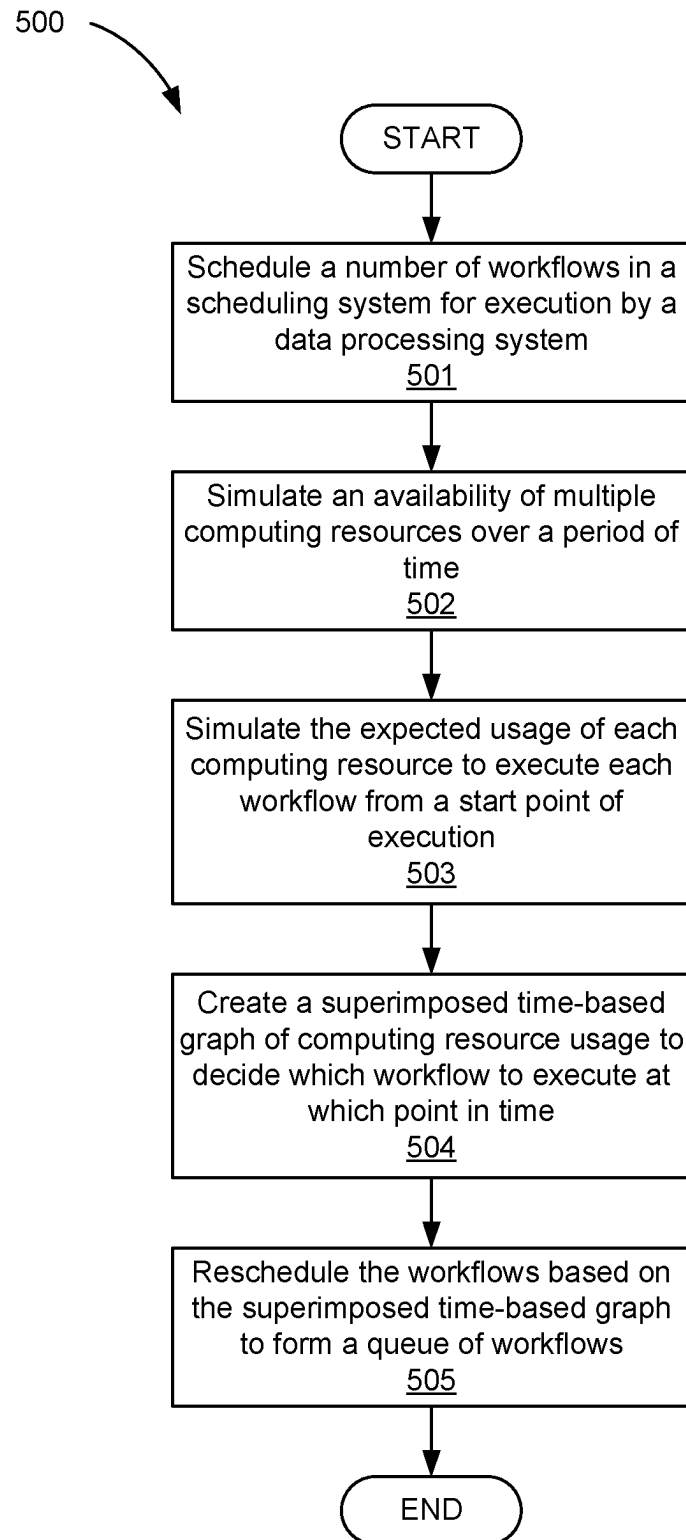 500
START
Schedule a number of workflows in a
scheduling system for execution by a
data processing system
501
Simulate an availability of multiple
computing resources over a period of
time
502
Simulate the expected usage of each
computing resource to execute each
workflow from a start point of
execution
503
Create a superimposed time-based
graph of computing resource usage to
decide which workflow to execute at
which point in time
504
Reschedule the workflows based on
the superimposed time-based graph
to form a queue of workflows
505
END